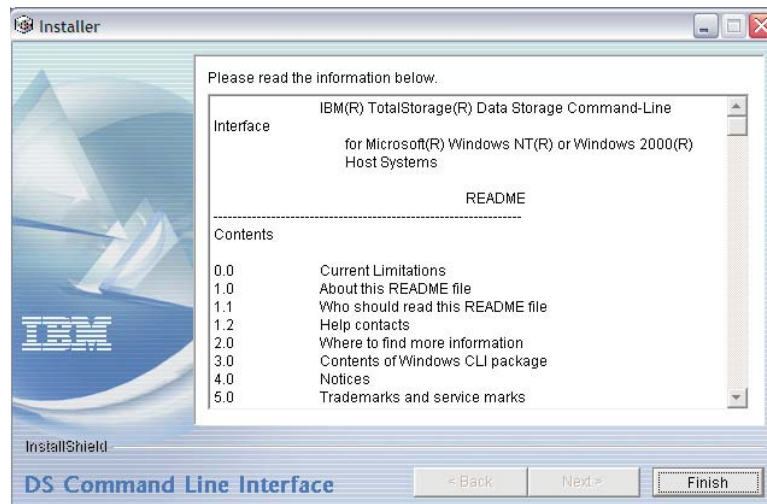 Installer
Please read the information below.
IBM(R) TotalStorage(R) Data Storage Command-Line
Interface
for Microsoft(R) Windows NT(R) or Windows 2000(R)
Host Systems
README
-----------------------------------------------------------------
Contents
0.0 Current Limitations
1.0 About this README file
1.1 Who should read this README file
1.2 Help contacts
2.0 Where to find more information
3.0 Contents of Windows CLI package
4.0 Notices
5.0 Trademarks and service marks
IBM
InstallShield
DS Command Line Interface
< Back
Next >
Finish